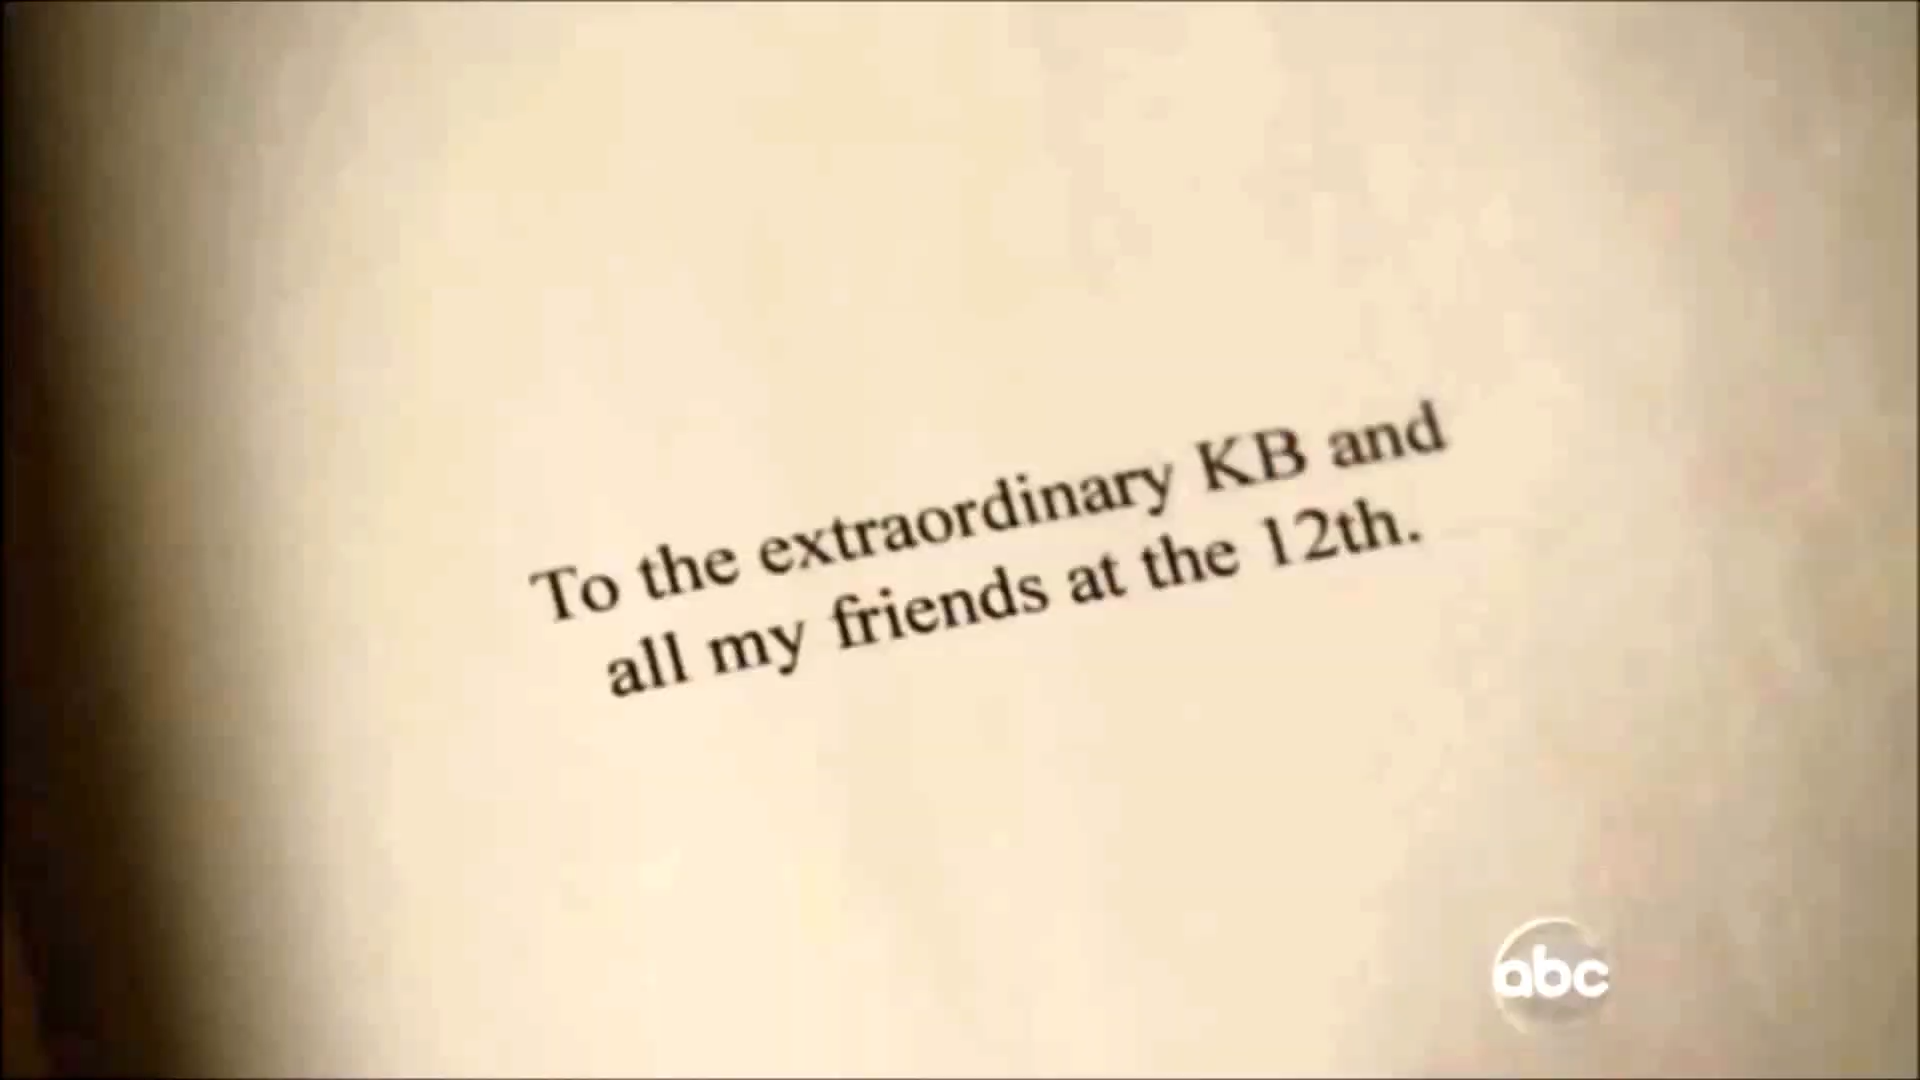 To the extraordinary KB and
all my friends at the 12th.
abc